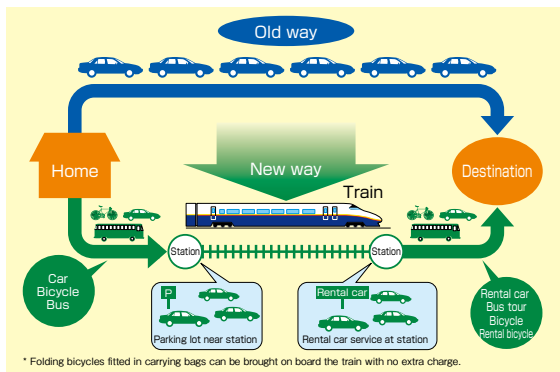 Old way
Home
New way
Destination
Train
Station
Station
Car
Bicycle
Bus
P
Parking lot near station
Rental car
Rental car service at station
Rental car
Bus tour
Bicycle
Rental bicycle
* Folding bicycles fitted in carrying bags can be brought on board the train with no extra charge.